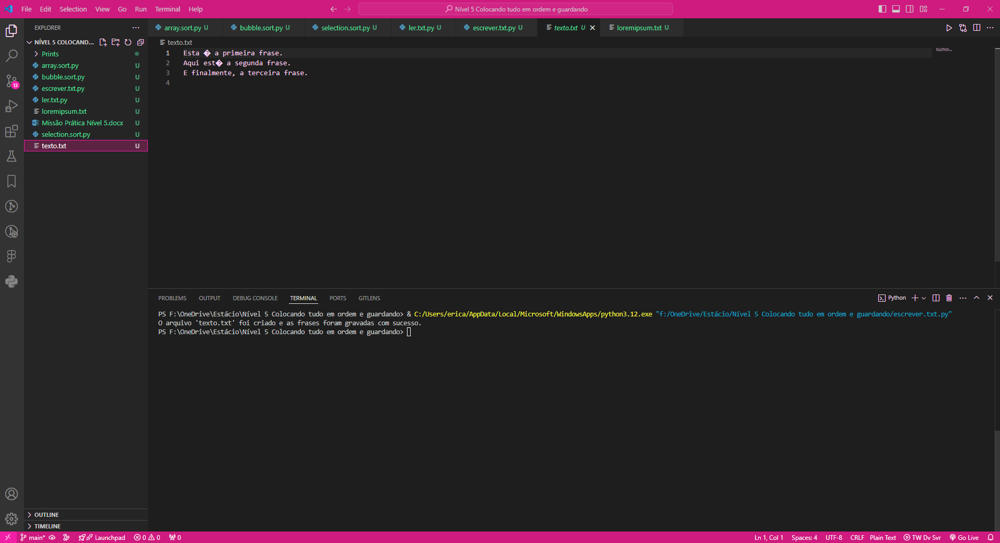 File Edit Selection View Go Run Terminal Help
Nível 5 Colocando tudo em ordem e guardando
EXPLORER
NÍVEL 5 COLOCAND...
Prints
array.sort.py U
bubble.sort.py U
escrever.txt.py U
ler.txt.py U
loremipsum.txt U
Missão Prática Nível 5.docx U
selection.sort.py U
texto.txt U
13
OUTLINE
TIMELINE
array.sort.py U bubble.sort.py U selection.sort.py U ler.txt.py U escrever.txt.py U texto.txt U loremipsum.txt U
texto.txt
1 Esta � a primeira frase.
2 Aqui est� a segunda frase.
3 E finalmente, a terceira frase.
4
PROBLEMS OUTPUT DEBUG CONSOLE TERMINAL PORTS GITLENS
Python
PS F:\OneDrive\Estácio\Nível 5 Colocando tudo em ordem e guardando> & C:/Users/erica/AppData/Local/Microsoft/WindowsApps/python3.12.exe "f:/OneDrive/Estácio/Nível 5 Colocando tudo em ordem e guardando/escrever.txt.py"
O arquivo 'texto.txt' foi criado e as frases foram gravadas com sucesso.
PS F:\OneDrive\Estácio\Nível 5 Colocando tudo em ordem e guardando>
main* Launchpad 0 0 0
Ln 1, Col 1 Spaces: 4 UTF-8 CRLF Plain Text TW Dv Svr Go Live